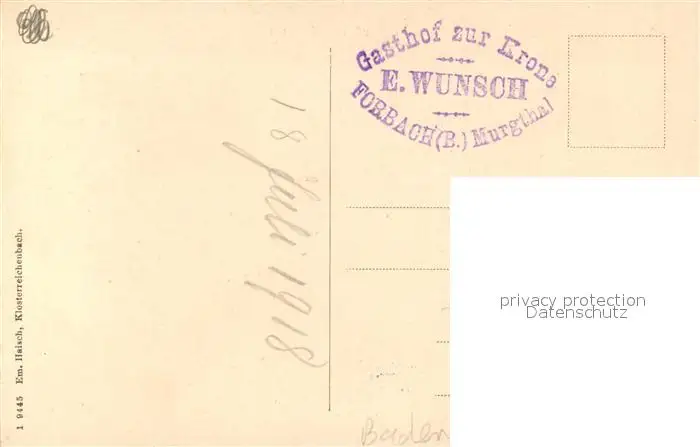 Gasthof zur Krone
E. WUNSCH
FORBACH (B.) Murgthal
18 Juli 1918
1 9445 Em. Haisch, Klosterreichenbach.
privacy protection
Datenschutz
Baden